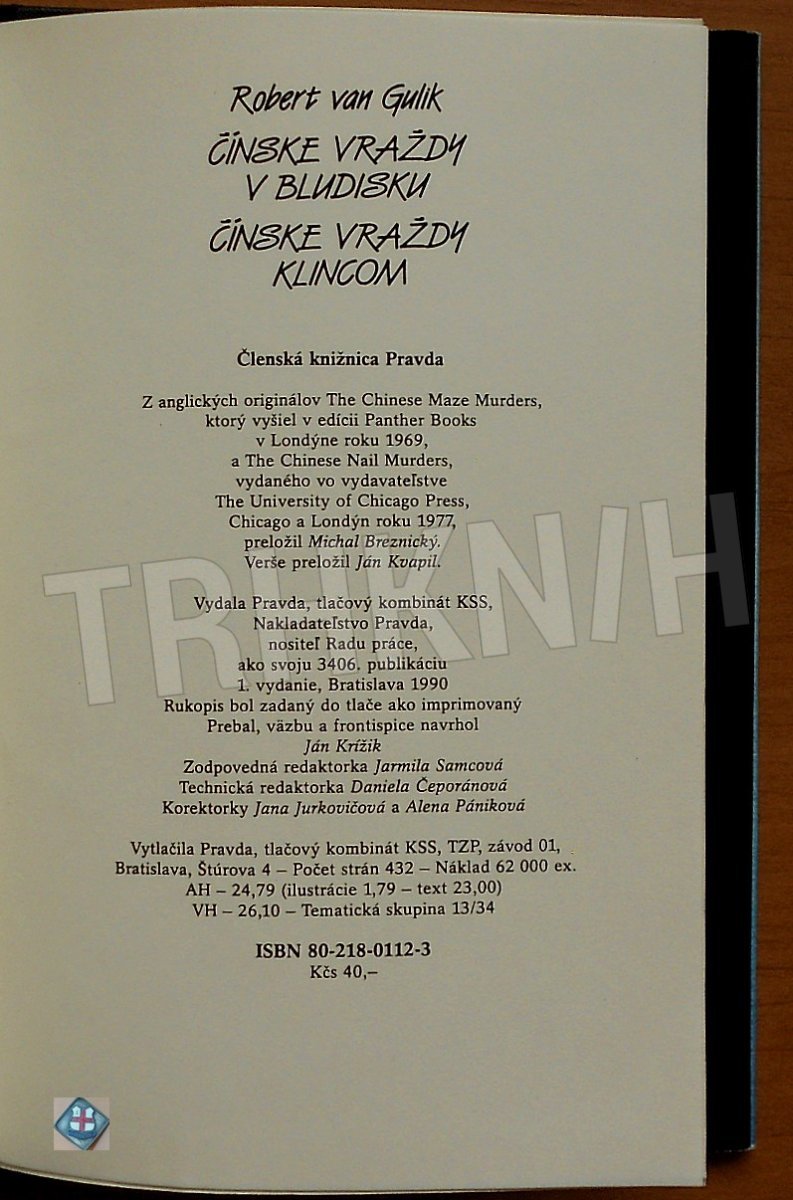 Robert van Gulik
ČÍNSKE VRAŽDY
V BLUDISKU
ČÍNSKE VRAŽDY
KLINCOM
Členská knižnica Pravda
Z anglických originálov The Chinese Maze Murders,
ktorý vyšiel v edícii Panther Books
v Londýne roku 1969,
a The Chinese Nail Murders,
vydaného vo vydavateľstve
The University of Chicago Press,
Chicago a Londýn roku 1977,
preložil Michal Breznický.
Verše preložil Ján Kvapil.
Vydala Pravda, tlačový kombinát KSS,
Nakladateľstvo Pravda,
nositeľ Radu práce,
ako svoju 3406. publikáciu
1. vydanie, Bratislava 1990
Rukopis bol zadaný do tlače ako imprimovaný
Prebal, väzbu a frontispice navrhol
Ján Krížik
Zodpovedná redaktorka Jarmila Samcová
Technická redaktorka Daniela Čeporánová
Korektorky Jana Jurkovičová a Alena Pániková
Vytlačila Pravda, tlačový kombinát KSS, TZP, závod 01,
Bratislava, Štúrova 4 – Počet strán 432 – Náklad 62 000 ex.
AH – 24,79 (ilustrácie 1,79 – text 23,00)
VH – 26,10 – Tematická skupina 13/34
ISBN 80-218-0112-3
Kčs 40,–